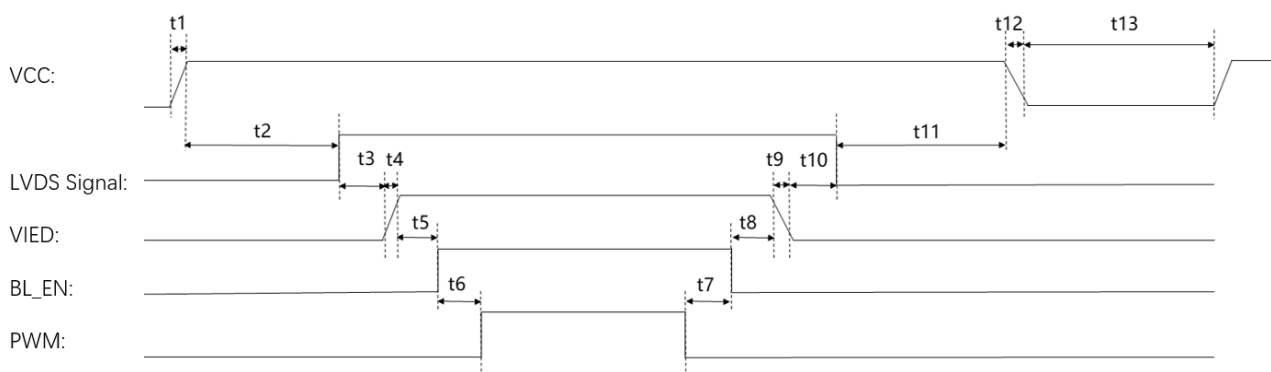 t1 t12 t13
VCC:
t2 t11
t3 t4 t9 t10
LVDS Signal:
t5 t8
VIED:
t6 t7
BL_EN:
PWM: